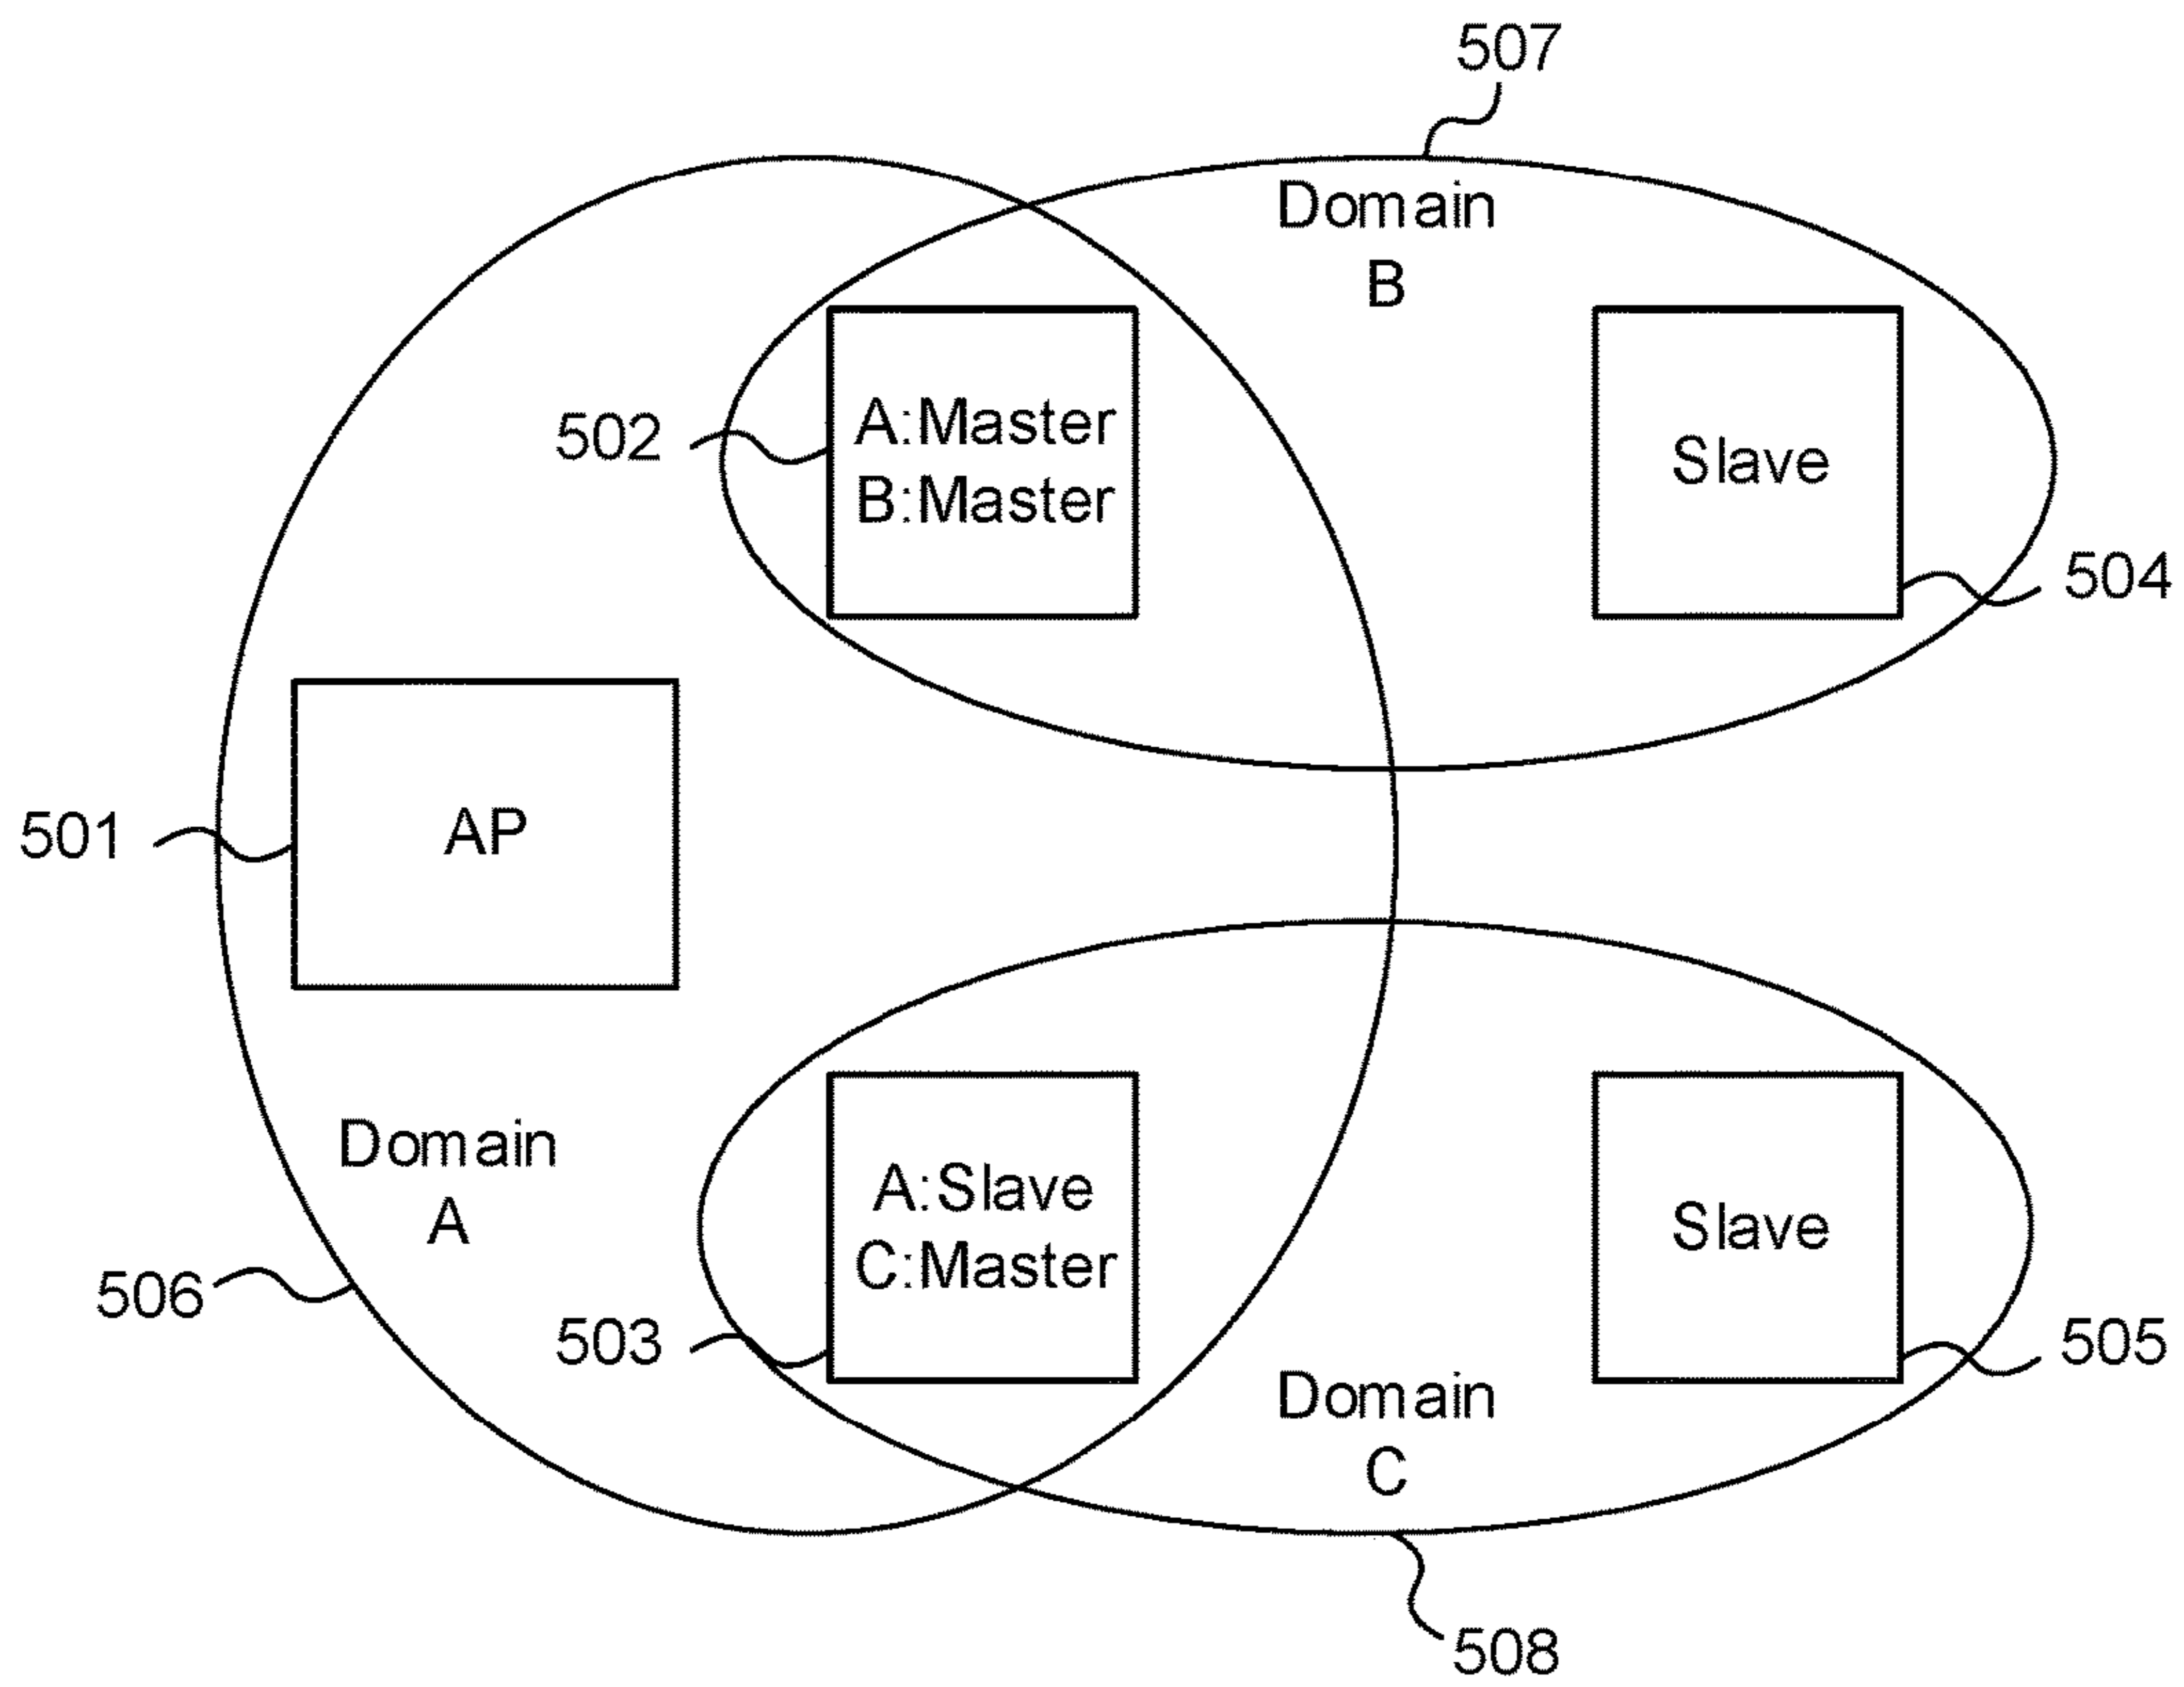 507
Domain
B
502
A:Master
B:Master
Slave
504
501
AP
Domain
A
506
503
A:Slave
C:Master
Slave
505
Domain
C
508